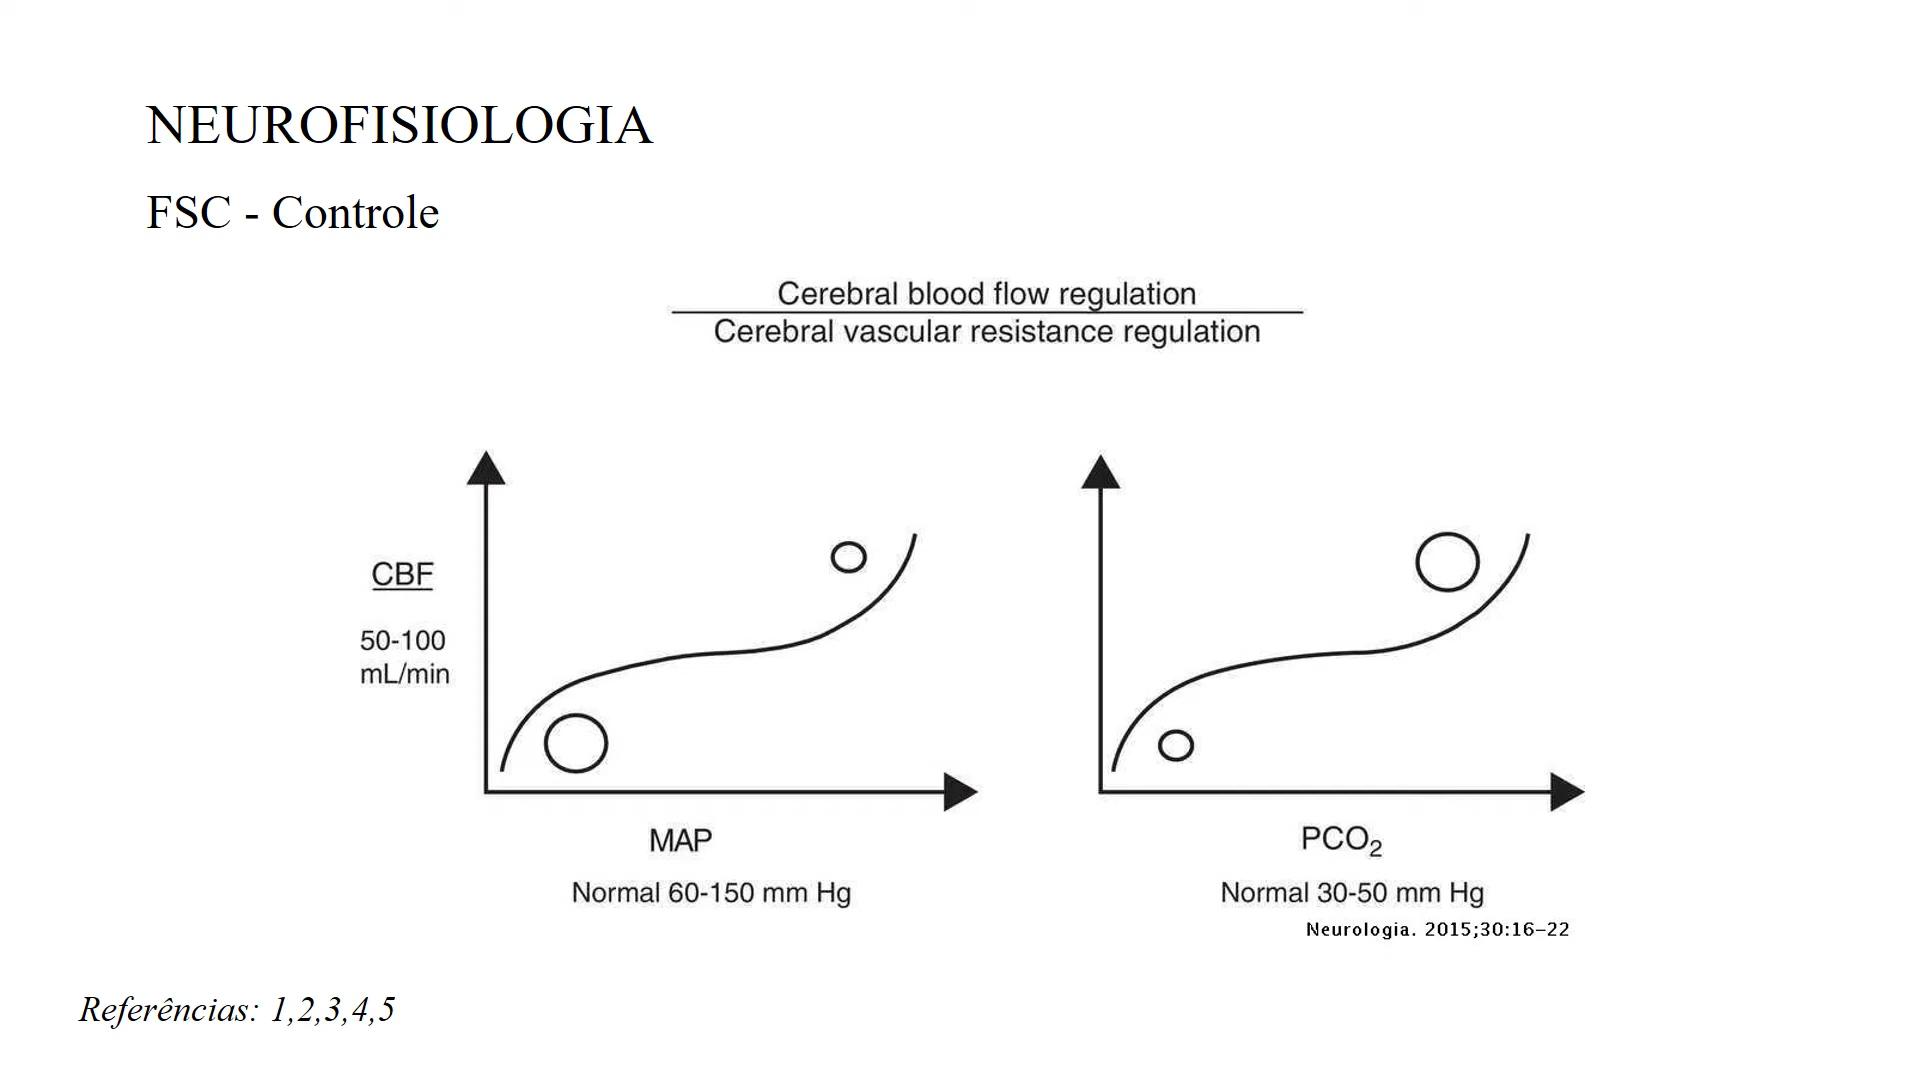 NEUROFISIOLOGIA
FSC - Controle
Cerebral blood flow regulation
Cerebral vascular resistance regulation
CBF
50-100
mL/min
MAP
Normal 60-150 mm Hg
PCO₂
Normal 30-50 mm Hg
Neurologia. 2015;30:16–22
Referências: 1,2,3,4,5